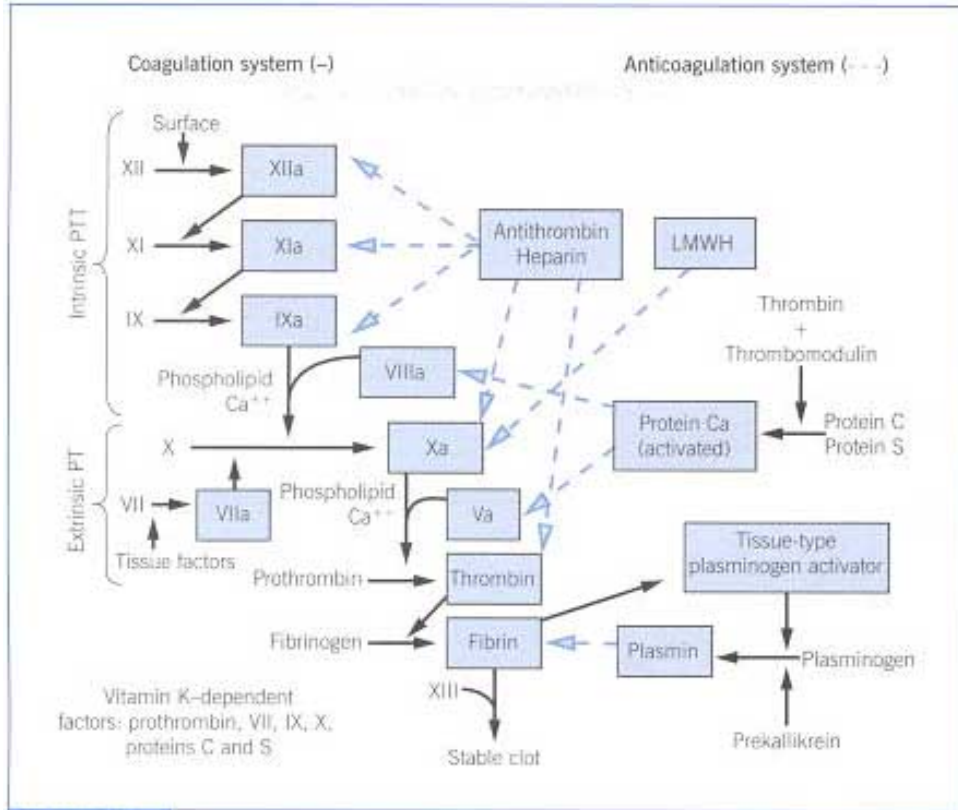 Coagulation system (–)
Anticoagulation system (- - -)
Surface
XII
XIIa
XI
XIa
IX
IXa
Intrinsic PTT
Antithrombin
Heparin
LMWH
Phospholipid
Ca++
VIIIa
Thrombin
+
Thrombomodulin
X
Xa
Protein Ca
(activated)
Protein C
Protein S
Extrinsic PT
VII
VIIa
Tissue factors
Phospholipid
Ca++
Va
Prothrombin
Thrombin
Tissue-type
plasminogen activator
Fibrinogen
Fibrin
Plasmin
Plasminogen
XIII
Prekallikrein
Stable clot
Vitamin K–dependent
factors: prothrombin, VII, IX, X,
proteins C and S